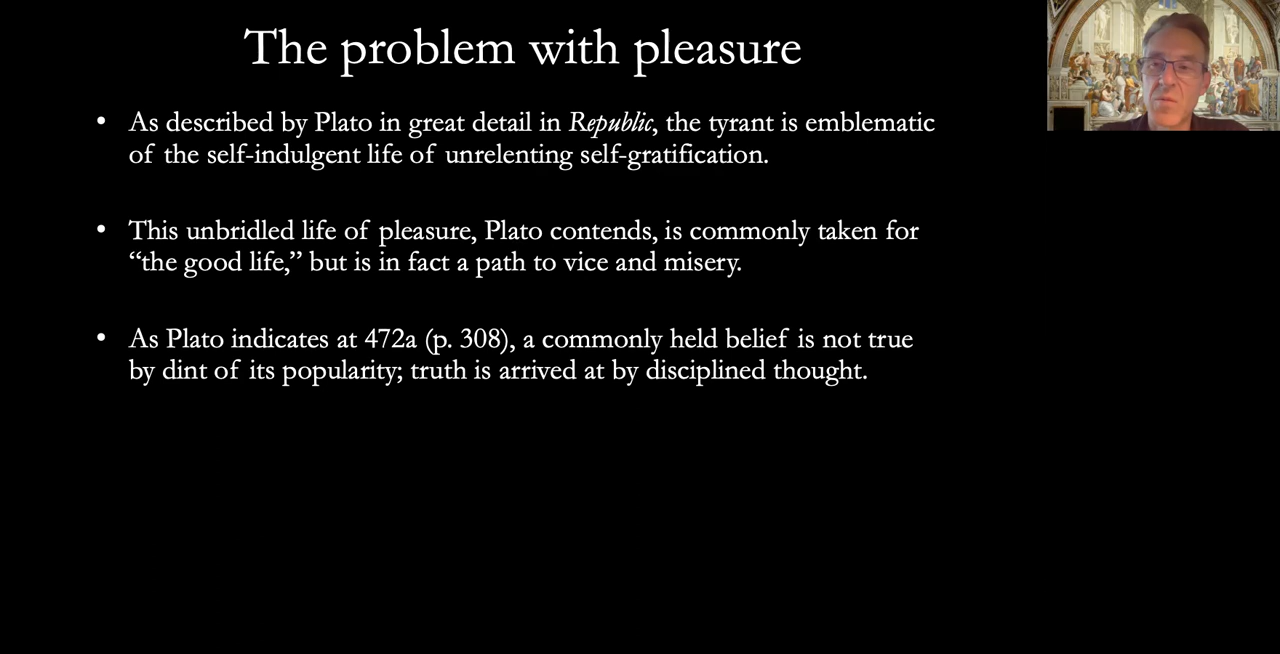 The problem with pleasure
• As described by Plato in great detail in Republic, the tyrant is emblematic
of the self-indulgent life of unrelenting self-gratification.
• This unbridled life of pleasure, Plato contends, is commonly taken for
“the good life,” but is in fact a path to vice and misery.
• As Plato indicates at 472a (p. 308), a commonly held belief is not true
by dint of its popularity; truth is arrived at by disciplined thought.